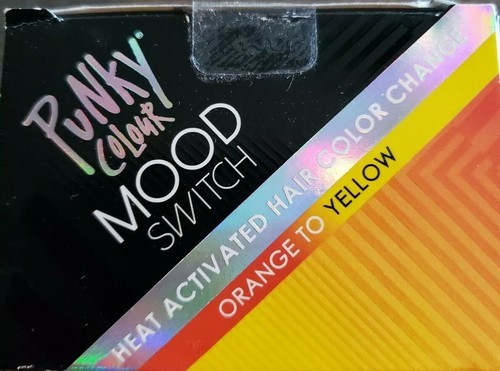 PUNKY
COLOUR
MOOD
SWITCH
HEAT ACTIVATED HAIR COLOR CHANGE
ORANGE TO YELLOW